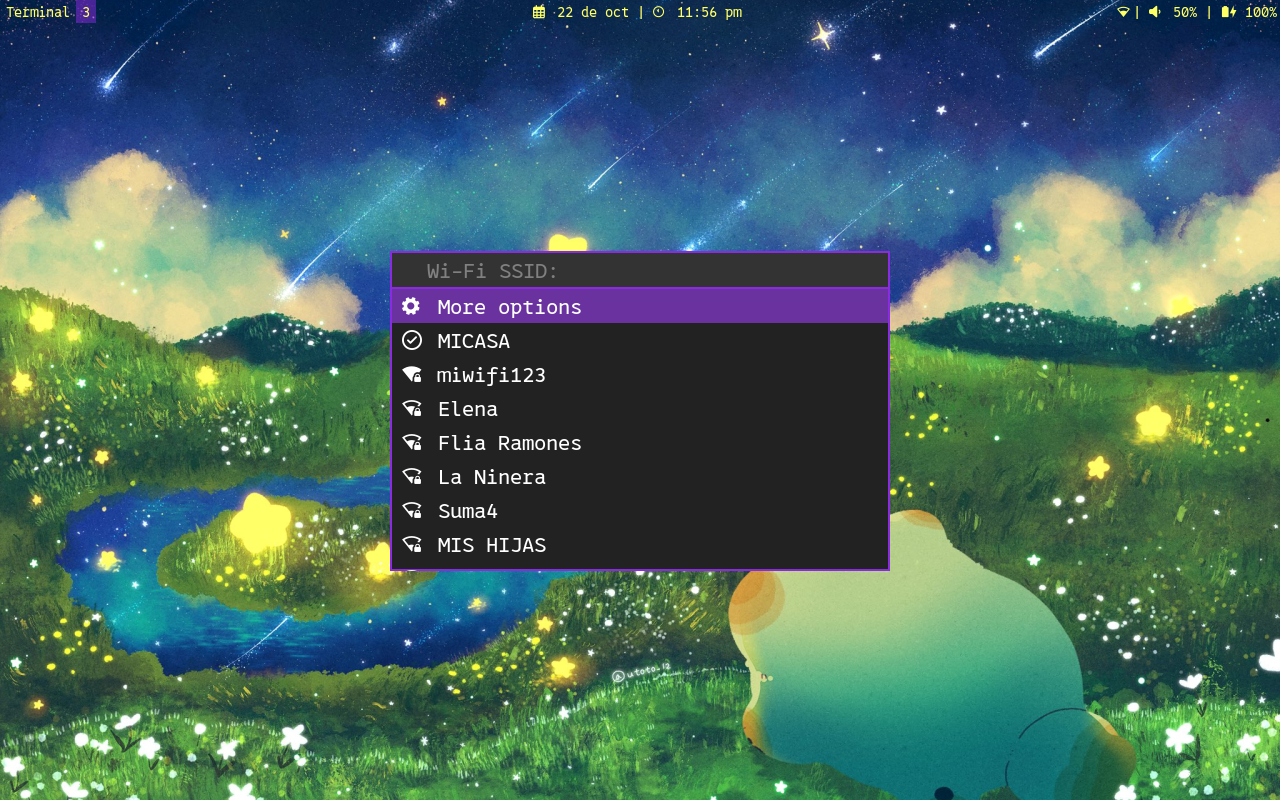 Terminal 3
22 de oct | 11:56 pm
| 50% | 100%
Wi-Fi SSID:
More options
MICASA
miwifi123
Elena
Flia Ramones
La Ninera
Suma4
MIS HIJAS